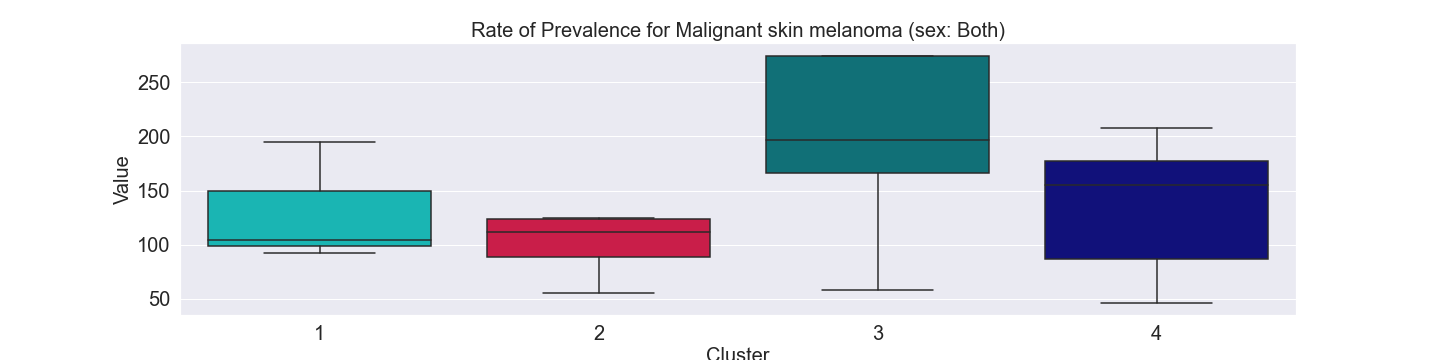 Rate of Prevalence for Malignant skin melanoma (sex: Both)
Value
250
200
150
100
50
1 2 3 4
Cluster